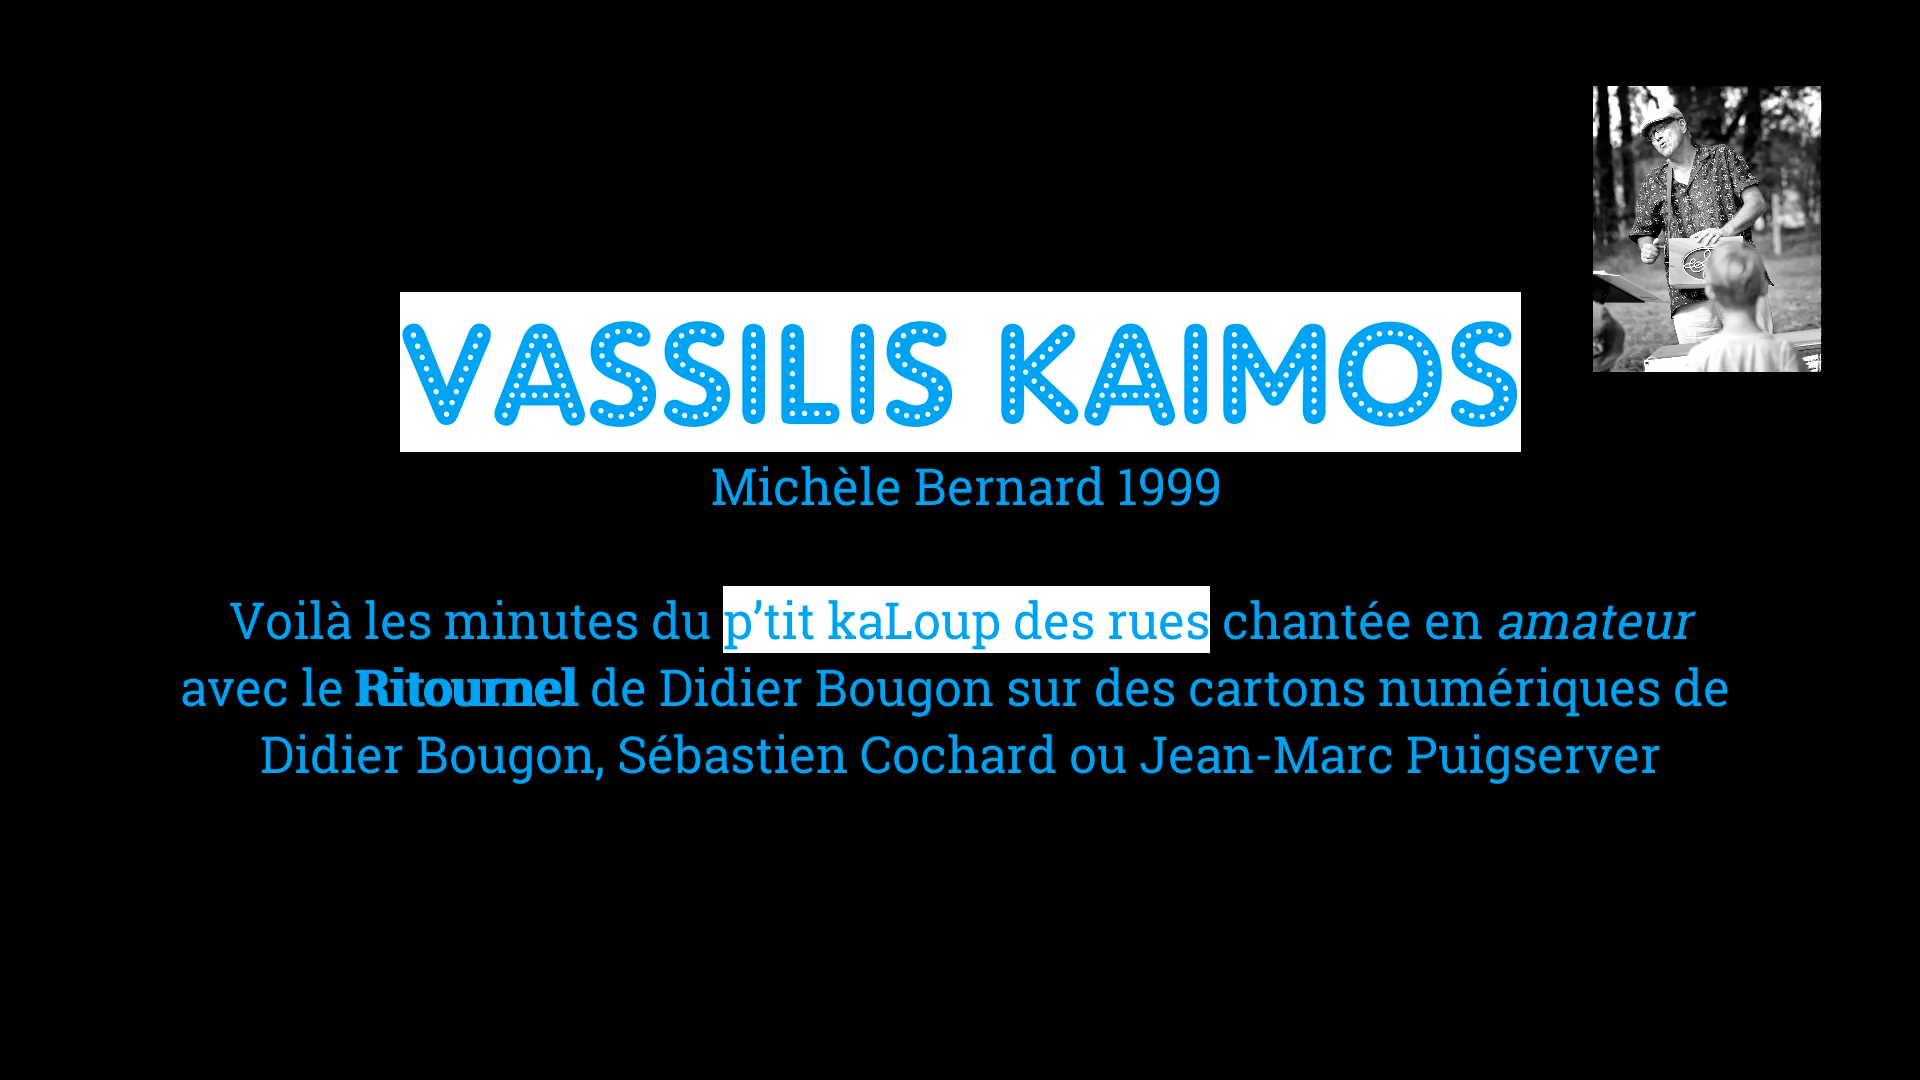 VASSILIS KAIMOS
Michèle Bernard 1999
Voilà les minutes du p’tit kaLoup des rues chantée en amateur
avec le Ritournel de Didier Bougon sur des cartons numériques de
Didier Bougon, Sébastien Cochard ou Jean-Marc Puigserver